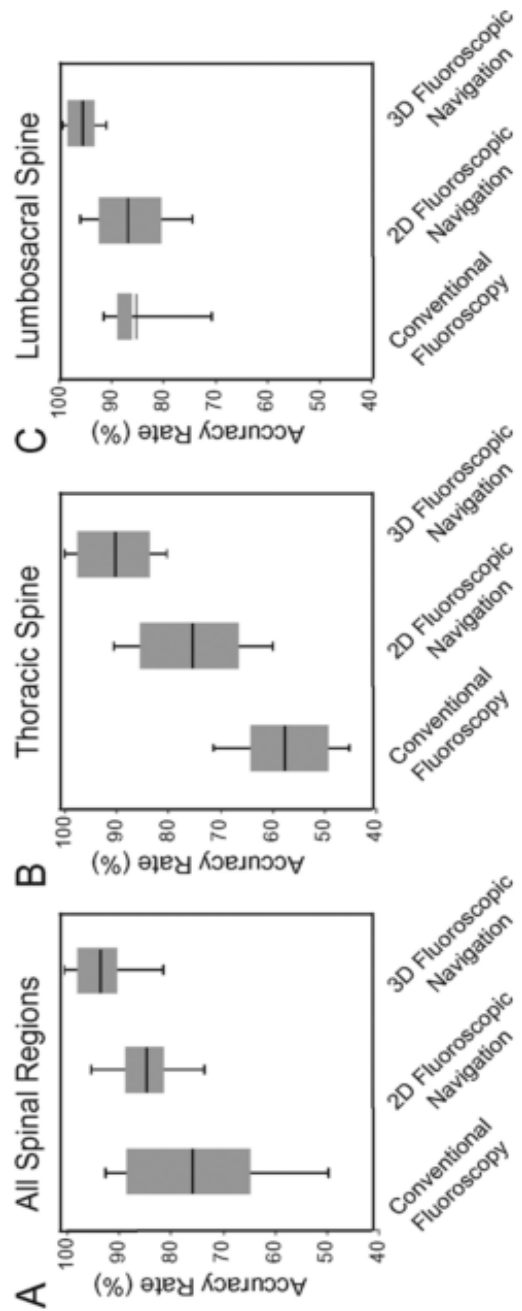 A
All Spinal Regions
Accuracy Rate (%)
100
90
80
70
60
50
40
Conventional
Fluoroscopy
2D Fluoroscopic
Navigation
3D Fluoroscopic
Navigation
B
Thoracic Spine
Accuracy Rate (%)
100
90
80
70
60
50
40
Conventional
Fluoroscopy
2D Fluoroscopic
Navigation
3D Fluoroscopic
Navigation
C
Lumbosacral Spine
Accuracy Rate (%)
100
90
80
70
60
50
40
Conventional
Fluoroscopy
2D Fluoroscopic
Navigation
3D Fluoroscopic
Navigation